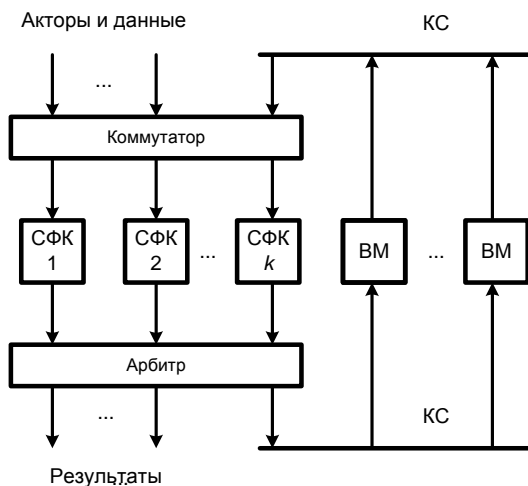 Акторы и данные
КС
...
Коммутатор
СФК
1
СФК
2
...
СФК
k
ВМ
...
ВМ
Арбитр
...
КС
Результаты